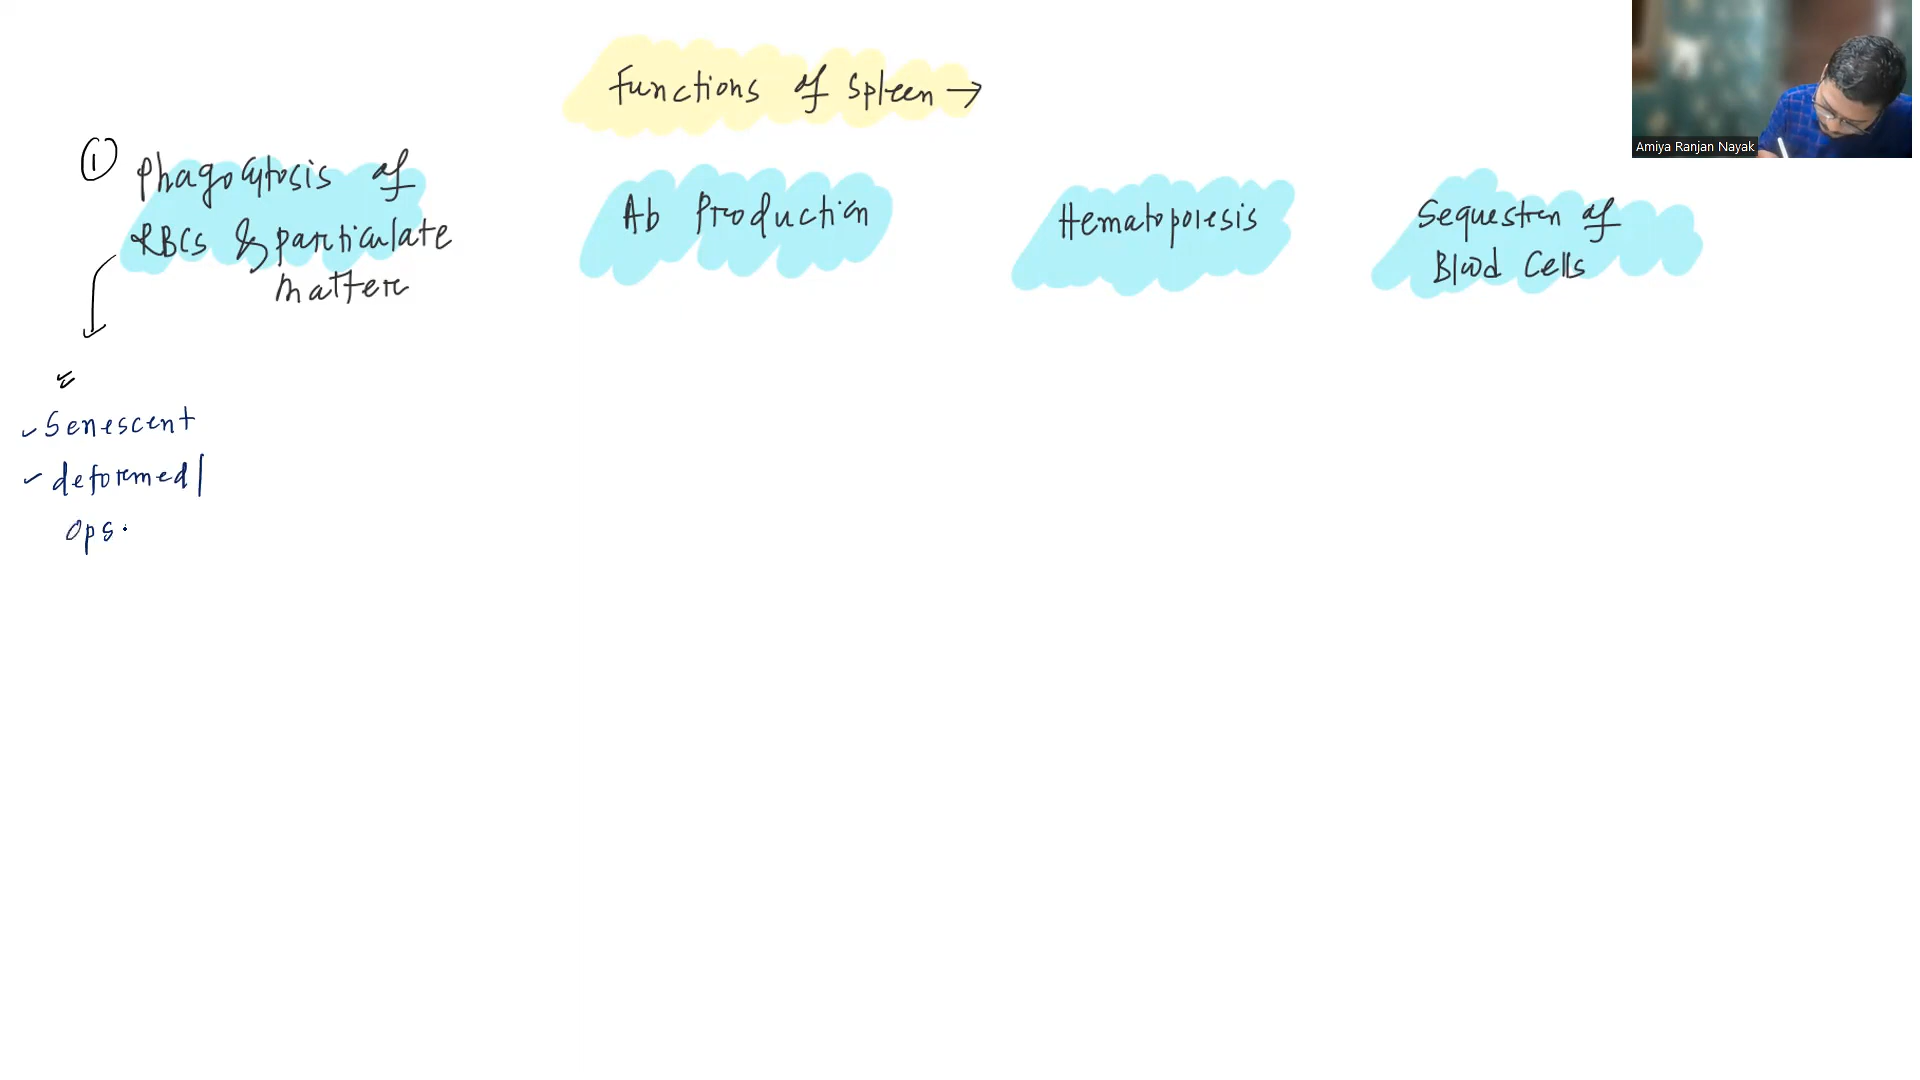 Functions of Spleen →
① Phagocytosis of
RBCs & particulate
matter
Ab Production
Hematopoiesis
Sequestrn of
Blood Cells
✓ Senescent
✓ deformed/
Ops.
Amiya Ranjan Nayak